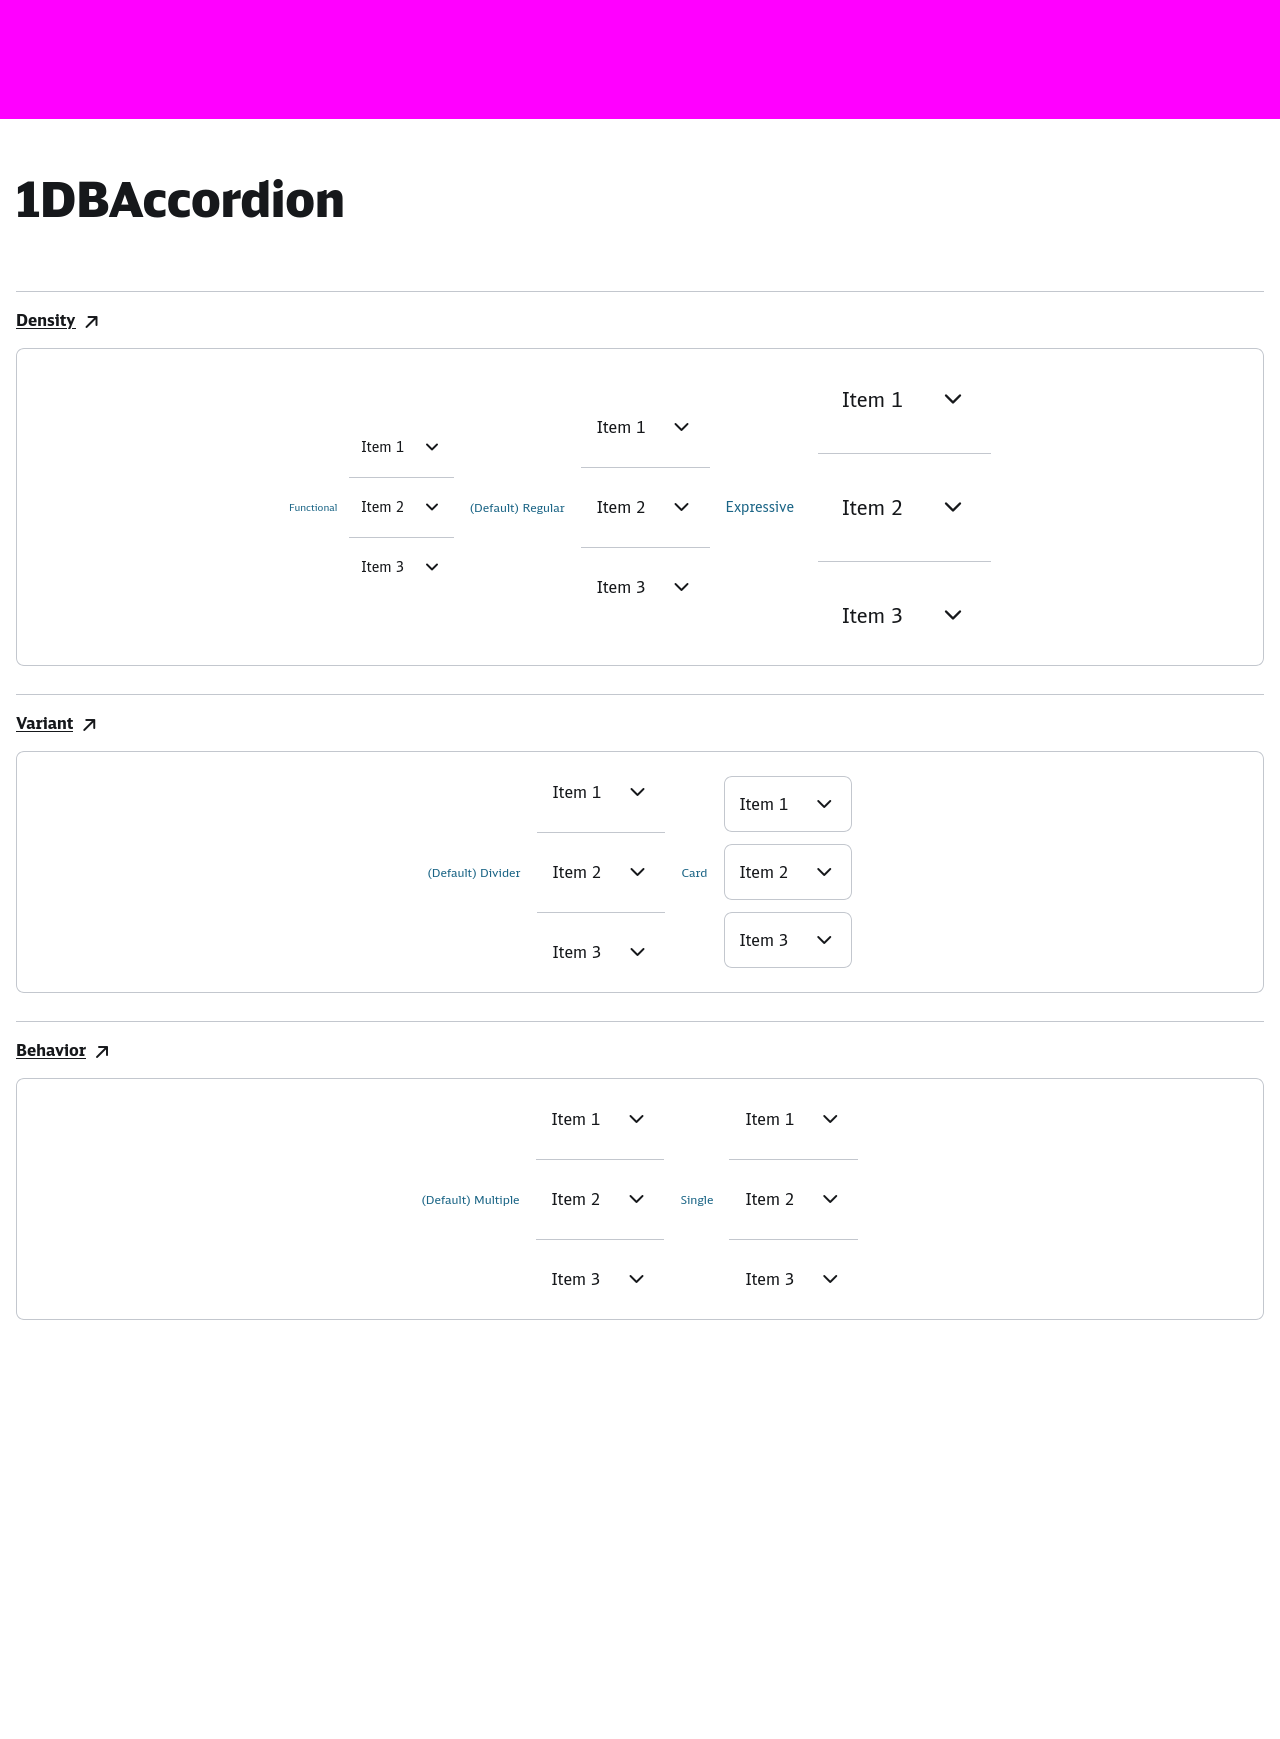 1DBAccordion
Density
Functional
Item 1
Item 2
Item 3
(Default) Regular
Item 1
Item 2
Item 3
Expressive
Item 1
Item 2
Item 3
Variant
(Default) Divider
Item 1
Item 2
Item 3
Card
Item 1
Item 2
Item 3
Behavior
(Default) Multiple
Item 1
Item 2
Item 3
Single
Item 1
Item 2
Item 3